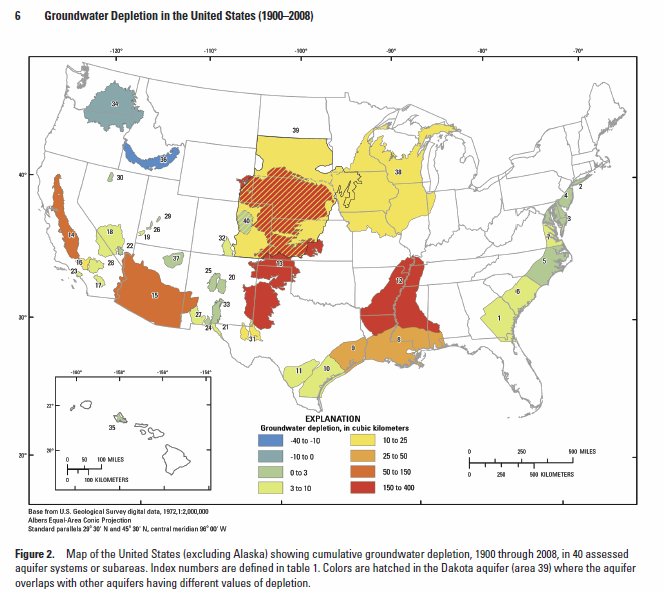 6 Groundwater Depletion in the United States (1900–2008)
-120° -110° -100° -90° -80° -70°
34
39
36
38
40°
30
2
4
3
29
40
14
18
26
19
7
32
22
5
37
16
28
13
25
20
12
23
17
15
6
33
1
30°
27
24
21
31
8
9
10
11
-160° -158° -156° -154°
22°
35
EXPLANATION
Groundwater depletion, in cubic kilometers
-40 to -10 10 to 25
-10 to 0 25 to 50
0 to 3 50 to 150
3 to 10 150 to 400
20°
0 50 100 MILES
0 100 KILOMETERS
0 250 500 MILES
0 250 500 KILOMETERS
Base from U.S. Geological Survey digital data, 1972,1:2,000,000
Albers Equal-Area Conic Projection
Standard parallels 29° 30' N and 45° 30' N, central meridian 96° 00' W
Figure 2. Map of the United States (excluding Alaska) showing cumulative groundwater depletion, 1900 through 2008, in 40 assessed
aquifer systems or subareas. Index numbers are defined in table 1. Colors are hatched in the Dakota aquifer (area 39) where the aquifer
overlaps with other aquifers having different values of depletion.